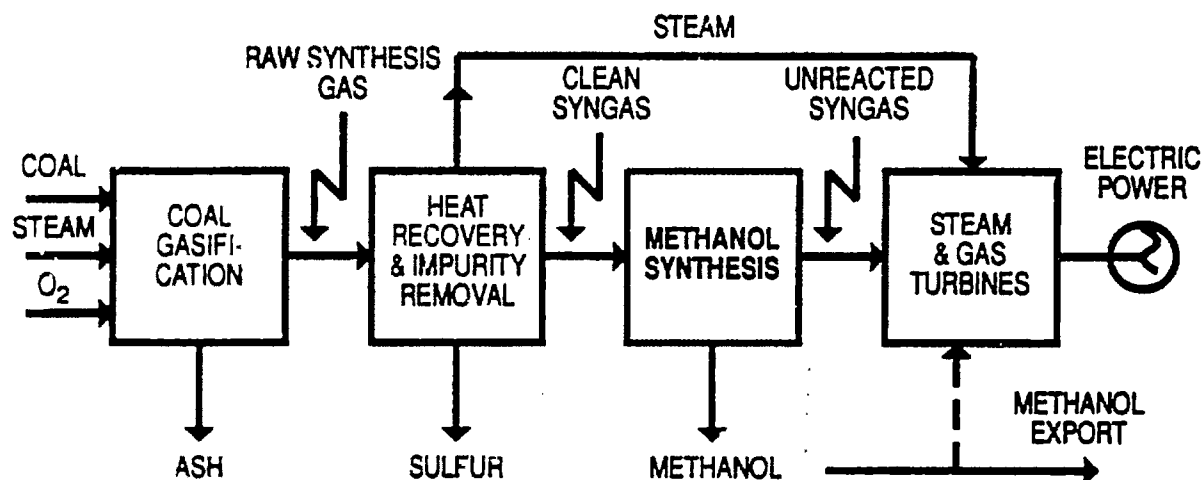 STEAM
RAW SYNTHESIS
GAS
CLEAN
SYNGAS
UNREACTED
SYNGAS
ELECTRIC
POWER
COAL
STEAM
O2
COAL
GASIFI-
CATION
HEAT
RECOVERY
& IMPURITY
REMOVAL
METHANOL
SYNTHESIS
STEAM
& GAS
TURBINES
ASH
SULFUR
METHANOL
METHANOL
EXPORT